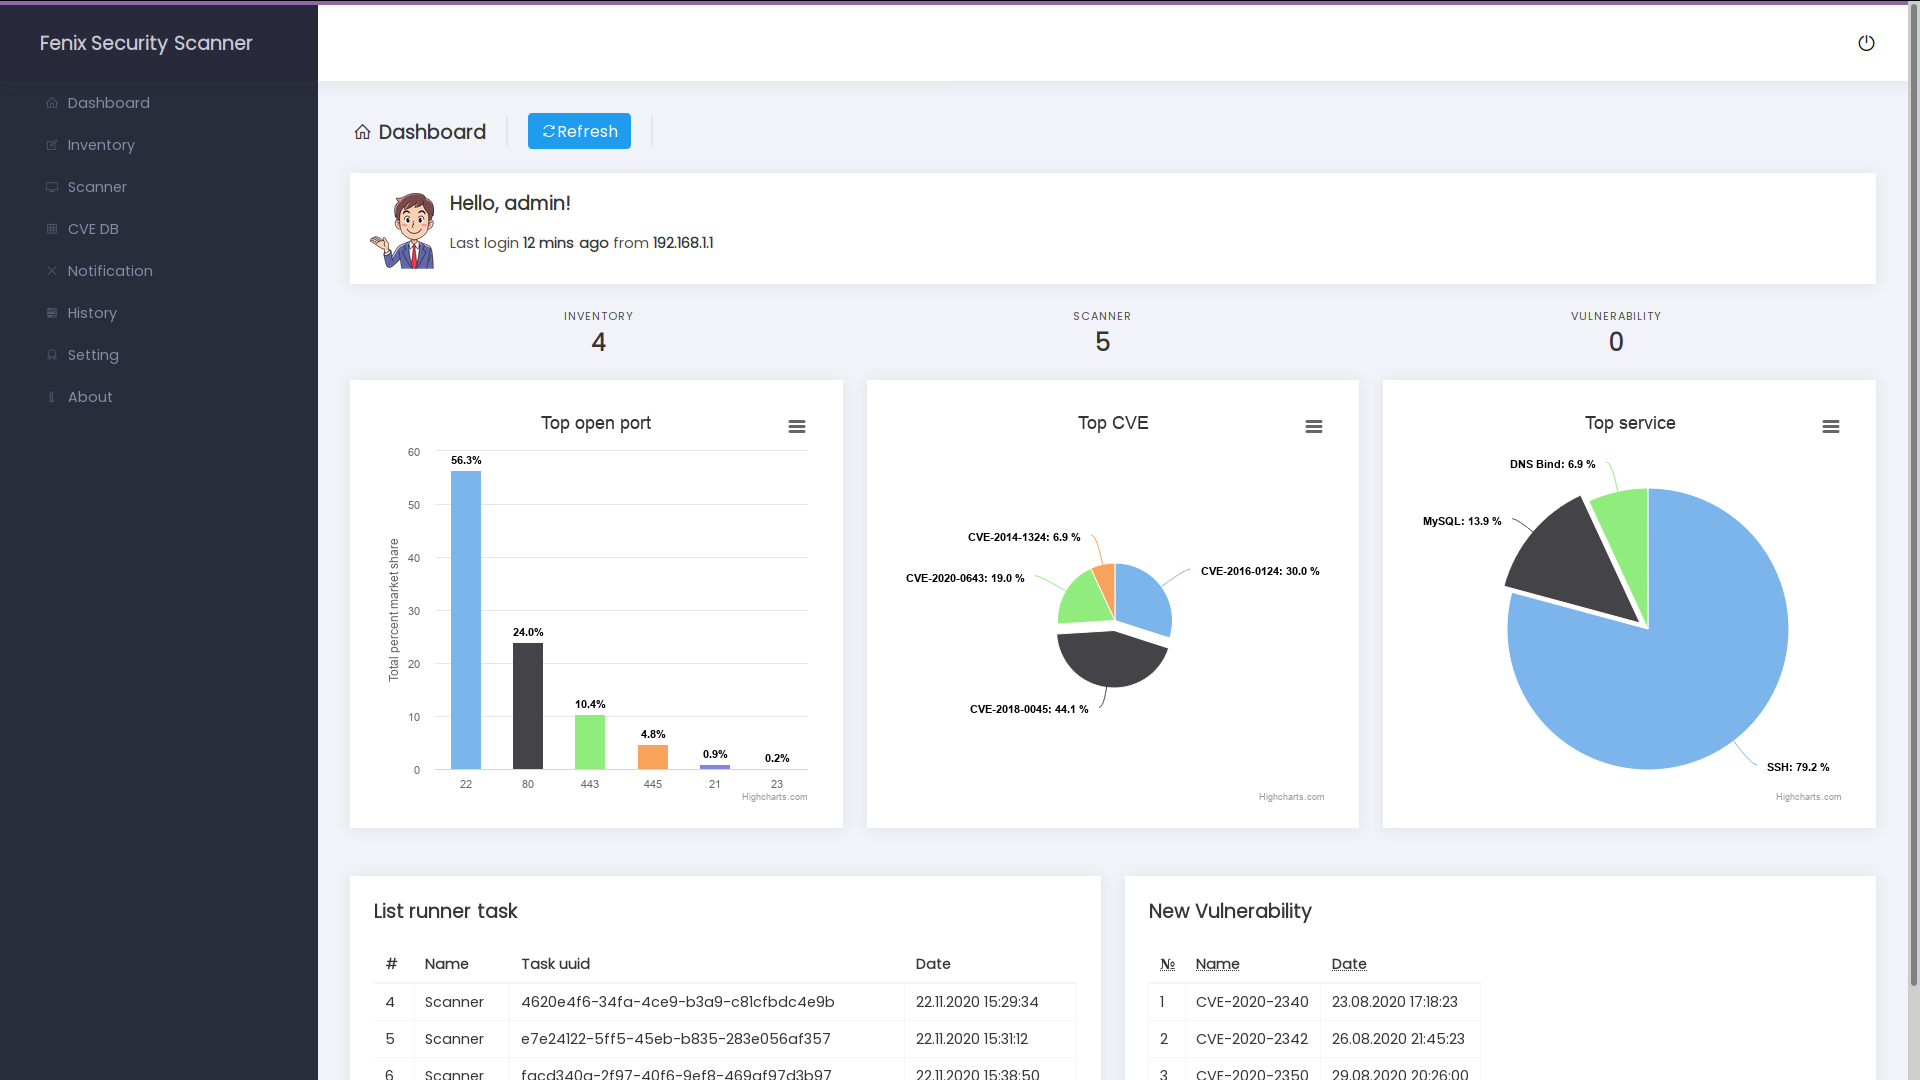 Fenix Security Scanner
Dashboard
Inventory
Scanner
CVE DB
Notification
History
Setting
About
Dashboard
Refresh
Hello, admin!
Last login 12 mins ago from 192.168.1.1
INVENTORY
4
SCANNER
5
VULNERABILITY
0
Top open port
Total percent market share
60
50
40
30
20
10
0
56.3%
24.0%
10.4%
4.8%
0.9%
0.2%
22 80 443 445 21 23
Highcharts.com
Top CVE
CVE-2014-1324: 6.9 %
CVE-2016-0124: 30.0 %
CVE-2020-0643: 19.0 %
CVE-2018-0045: 44.1 %
Highcharts.com
Top service
DNS Bind: 6.9 %
MySQL: 13.9 %
SSH: 79.2 %
Highcharts.com
List runner task
# Name Task uuid Date
4 Scanner 4620e4f6-34fa-4ce9-b3a9-c81cfbdc4e9b 22.11.2020 15:29:34
5 Scanner e7e24122-5ff5-45eb-b835-283e056af357 22.11.2020 15:31:12
6 Scanner facd340a-2f97-40f6-9ef8-469af97d3b97 22.11.2020 15:38:50
New Vulnerability
№ Name Date
1 CVE-2020-2340 23.08.2020 17:18:23
2 CVE-2020-2342 26.08.2020 21:45:23
3 CVE-2020-2350 29.08.2020 20:26:00